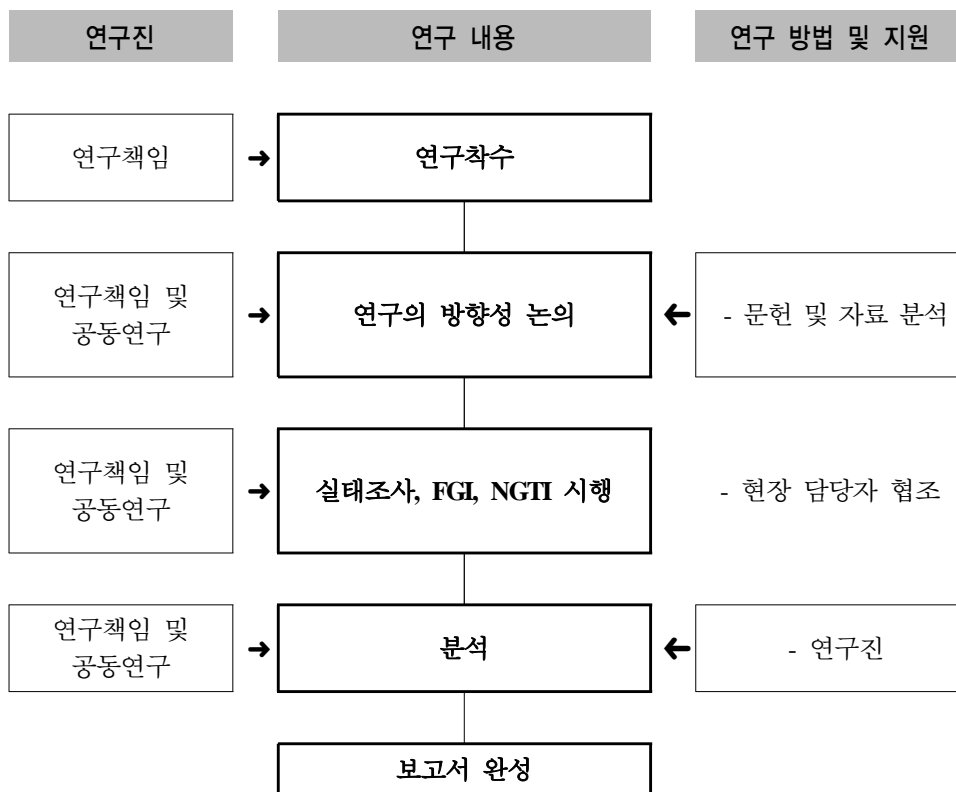 연구진
연구 내용
연구 방법 및 지원
연구책임
➜
연구착수
연구책임 및
공동연구
➜
연구의 방향성 논의
- 문헌 및 자료 분석
연구책임 및
공동연구
➜
실태조사, FGI, NGTI 시행
- 현장 담당자 협조
연구책임 및
공동연구
➜
분석
- 연구진
보고서 완성